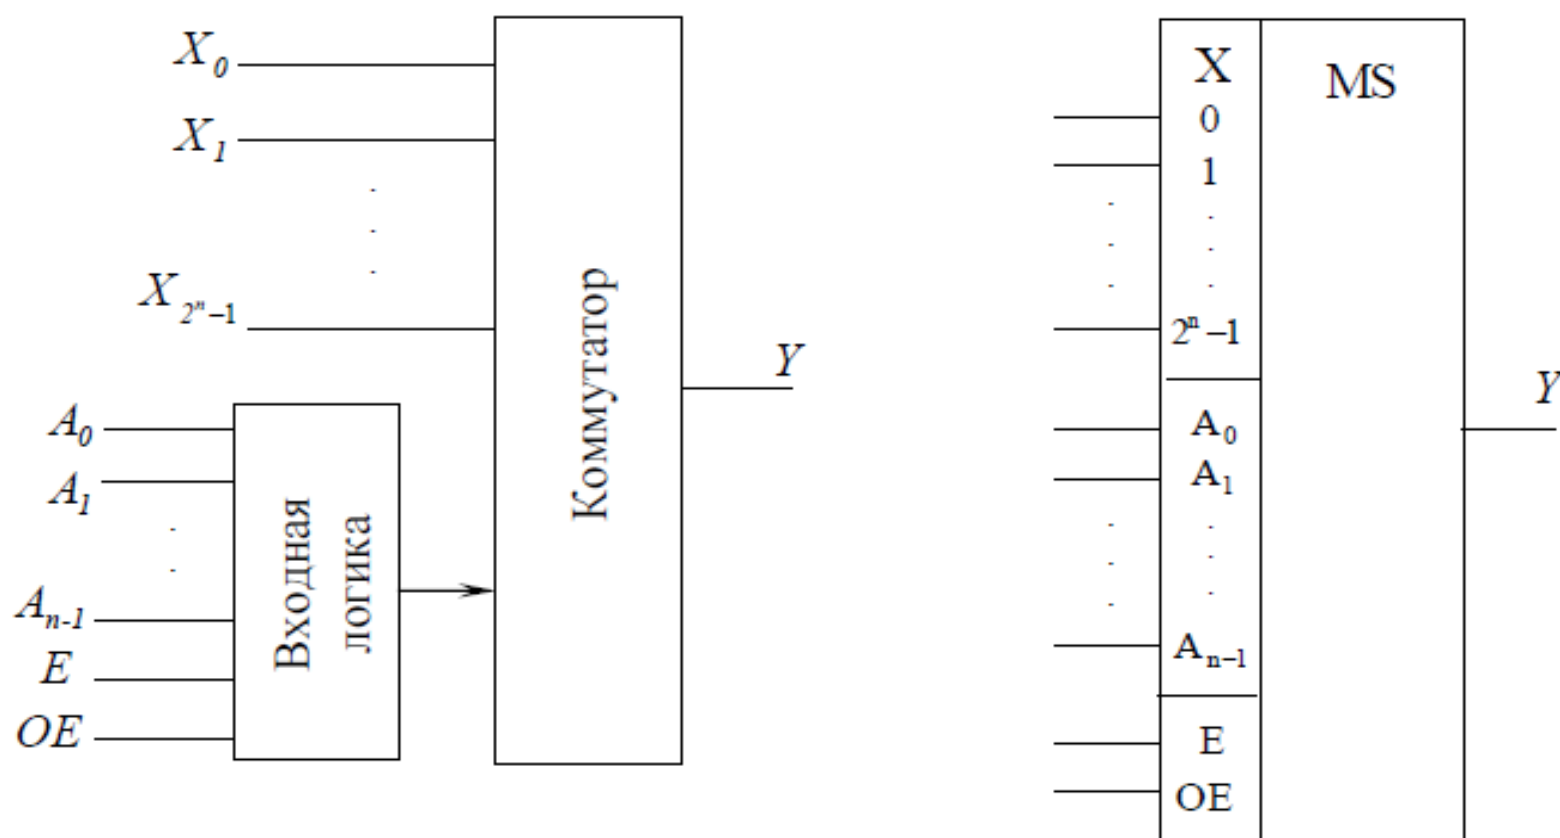 X₀
X₁
X₂ⁿ₋₁
A₀
A₁
Aₙ₋₁
E
OE
Входная
логика
Коммутатор
Y
X
0
1
2ⁿ–1
A₀
A₁
Aₙ₋₁
E
OE
MS
Y